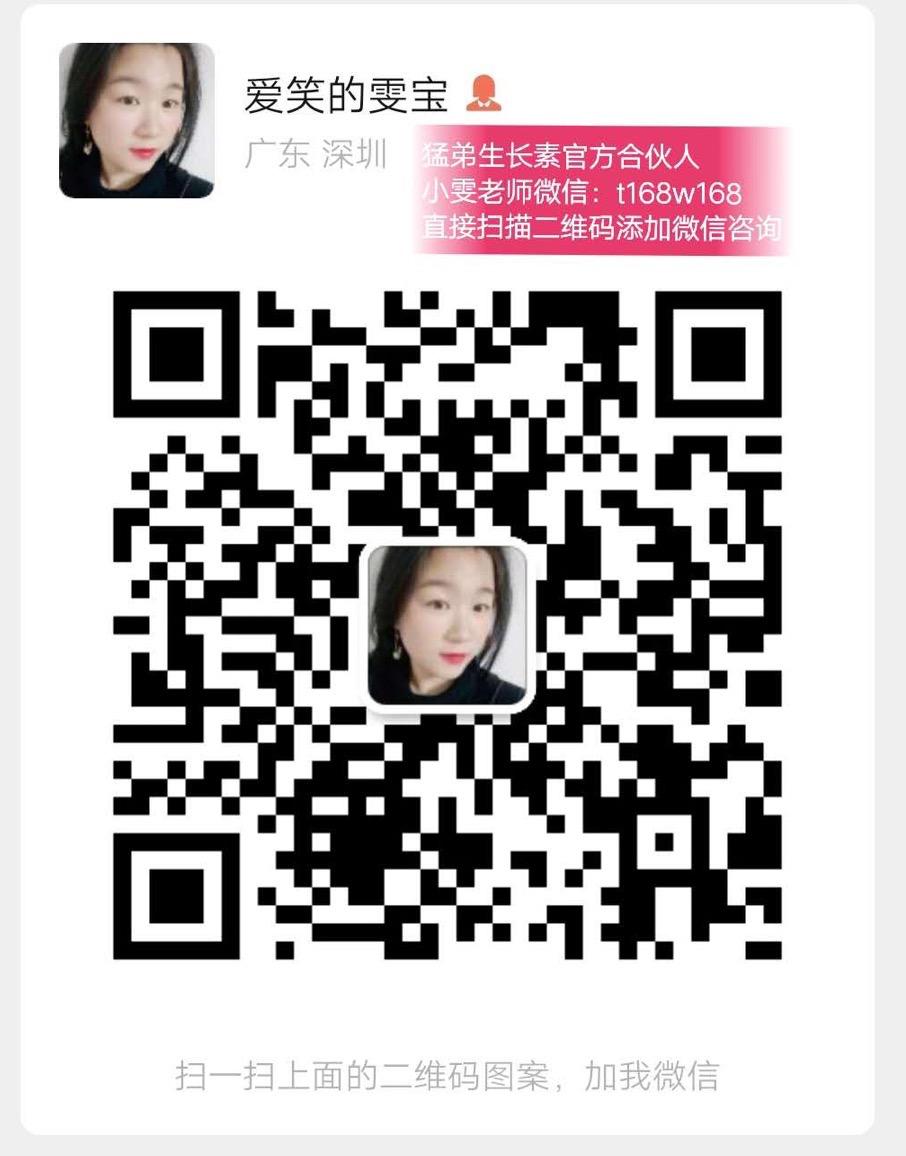 爱笑的雯宝
广东 深圳
猛弟生长素官方合伙人
小雯老师微信：t168w168
直接扫描二维码添加微信咨询
扫一扫上面的二维码图案，加我微信